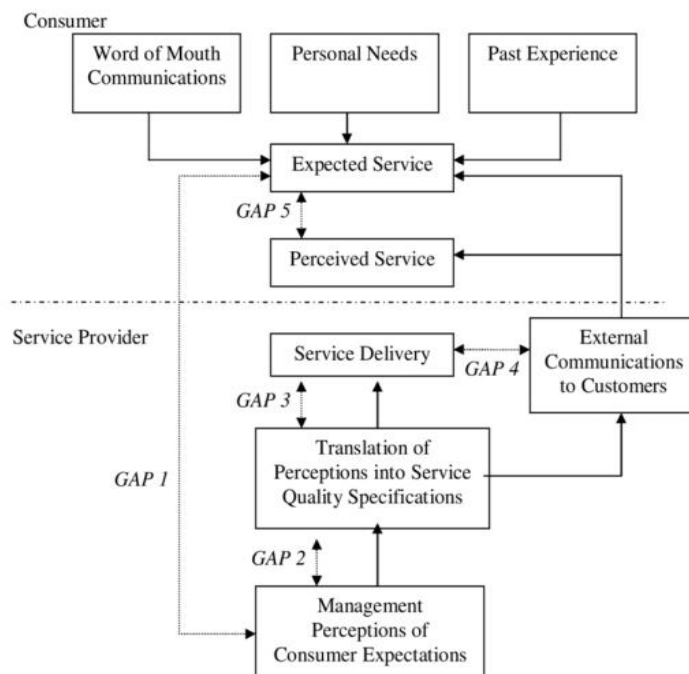 Consumer
Word of Mouth
Communications
Personal Needs
Past Experience
Expected Service
GAP 5
Perceived Service
Service Provider
Service Delivery
GAP 4
External
Communications
to Customers
GAP 3
Translation of
Perceptions into Service
Quality Specifications
GAP 1
GAP 2
Management
Perceptions of
Consumer Expectations